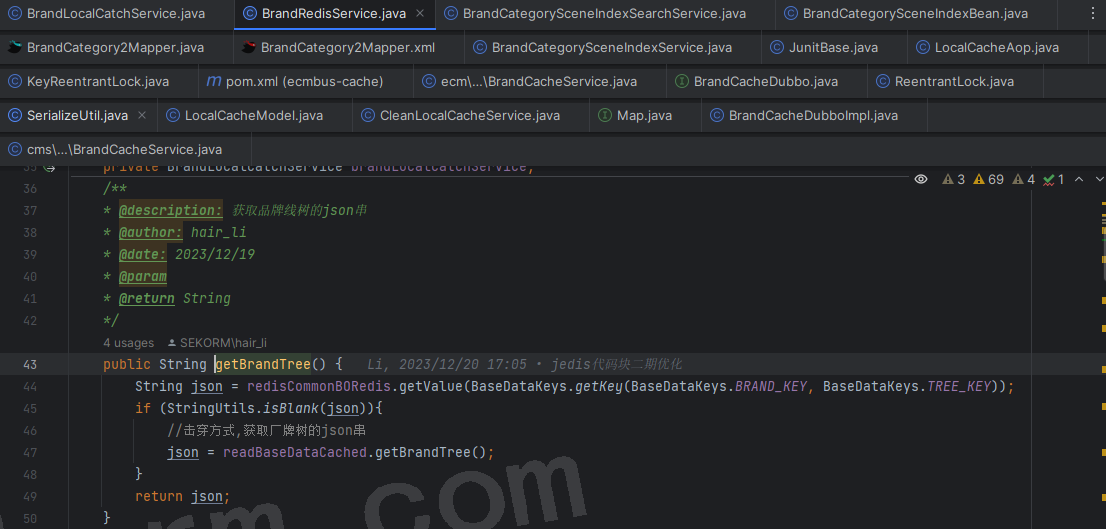 BrandLocalCatchService.java BrandRedisService.java BrandCategorySceneIndexSearchService.java BrandCategorySceneIndexBean.java
BrandCategory2Mapper.java BrandCategory2Mapper.xml BrandCategorySceneIndexService.java JunitBase.java LocalCacheAop.java
KeyReentrantLock.java pom.xml (ecmbus-cache) ecm\...\BrandCacheService.java BrandCacheDubbo.java ReentrantLock.java
SerializeUtil.java LocalCacheModel.java CleanLocalCacheService.java Map.java BrandCacheDubboImpl.java
cms\...\BrandCacheService.java
35 private BrandLocalCatchService brandLocalCatchService;
3 69 4 1
36 /**
37 * @description: 获取品牌线树的json串
38 * @author: hair_li
39 * @date: 2023/12/19
40 * @param
41 * @return String
42 */
4 usages SEKORM\hair_li
43 public String getBrandTree() { Li, 2023/12/20 17:05 • jedis代码块二期优化
44 String json = redisCommonBORedis.getValue(BaseDataKeys.getKey(BaseDataKeys.BRAND_KEY, BaseDataKeys.TREE_KEY));
45 if (StringUtils.isBlank(json)){
46 //击穿方式,获取厂牌树的json串
47 json = readBaseDataCached.getBrandTree();
48 }
49 return json;
50 }
com